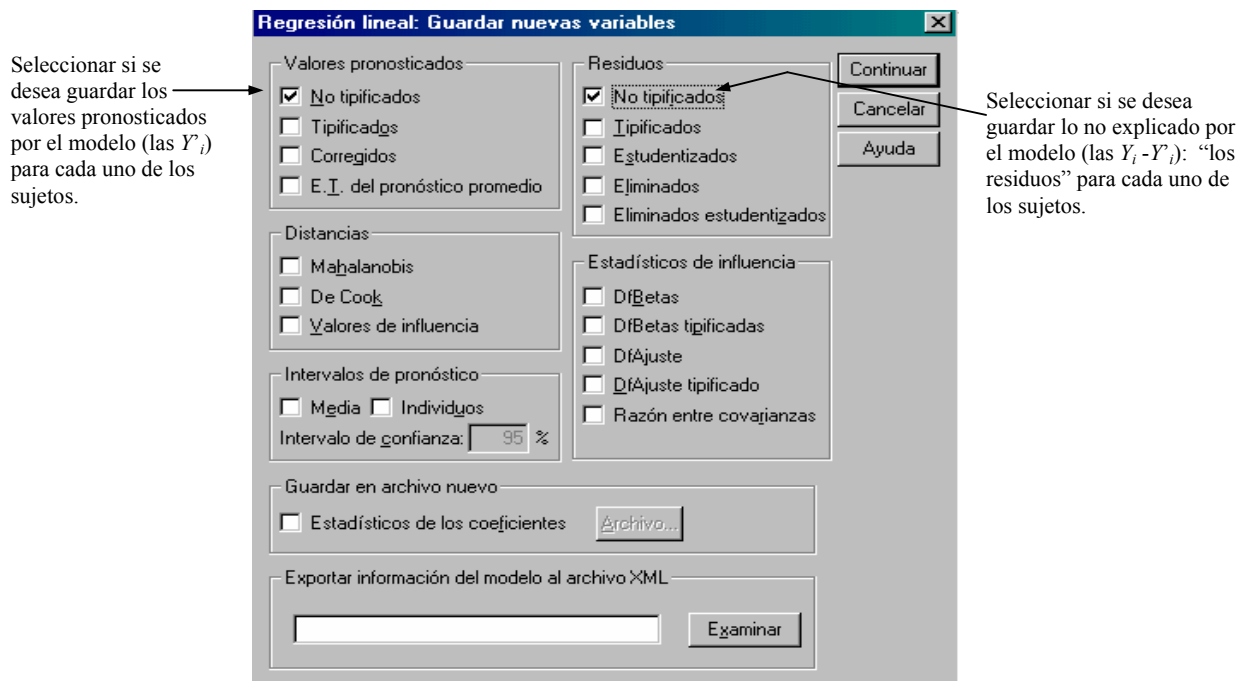 Regresión lineal: Guardar nuevas variables
Seleccionar si se
desea guardar los
valores pronosticados
por el modelo (las Y'i)
para cada uno de los
sujetos.
Valores pronosticados
No tipificados
Tipificados
Corregidos
E.T. del pronóstico promedio
Distancias
Mahalanobis
De Cook
Valores de influencia
Intervalos de pronóstico
Media Individuos
Intervalo de confianza: 95 %
Residuos
No tipificados
Tipificados
Estudentizados
Eliminados
Eliminados estudentizados
Estadísticos de influencia
DfBetas
DfBetas tipificadas
DfAjuste
DfAjuste tipificado
Razón entre covarianzas
Guardar en archivo nuevo
Estadísticos de los coeficientes Archivo...
Exportar información del modelo al archivo XML
Examinar
Continuar
Cancelar
Ayuda
Seleccionar si se desea
guardar lo no explicado por
el modelo (las Yi -Y'i): “los
residuos” para cada uno de
los sujetos.